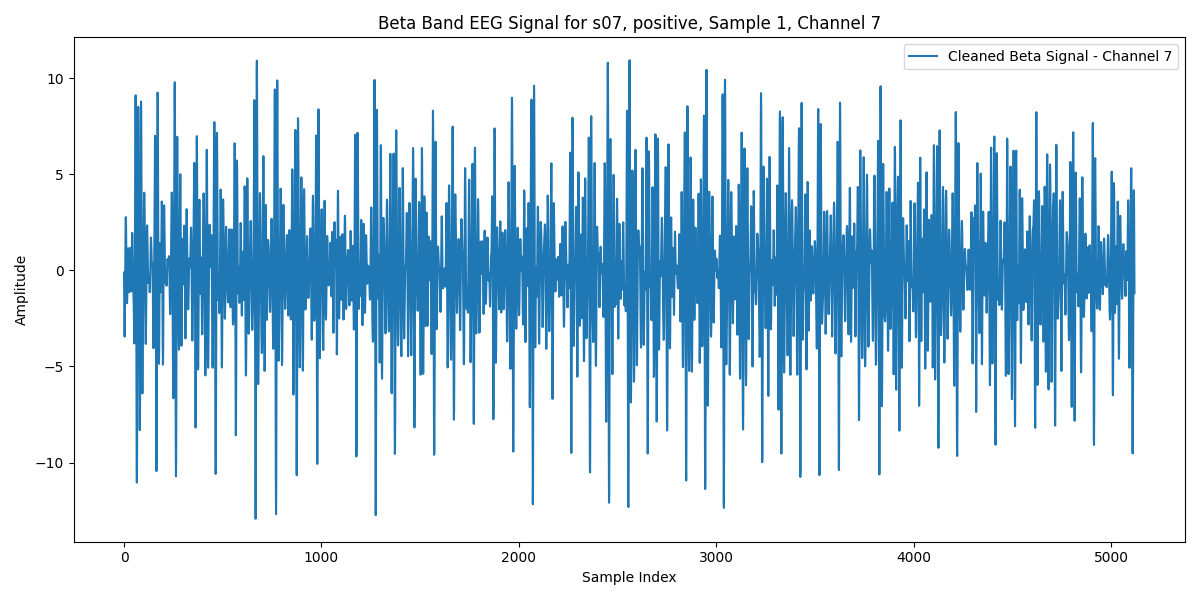 Beta Band EEG Signal for s07, positive, Sample 1, Channel 7
Cleaned Beta Signal - Channel 7
10
5
0
−5
−10
Amplitude
0 1000 2000 3000 4000 5000
Sample Index